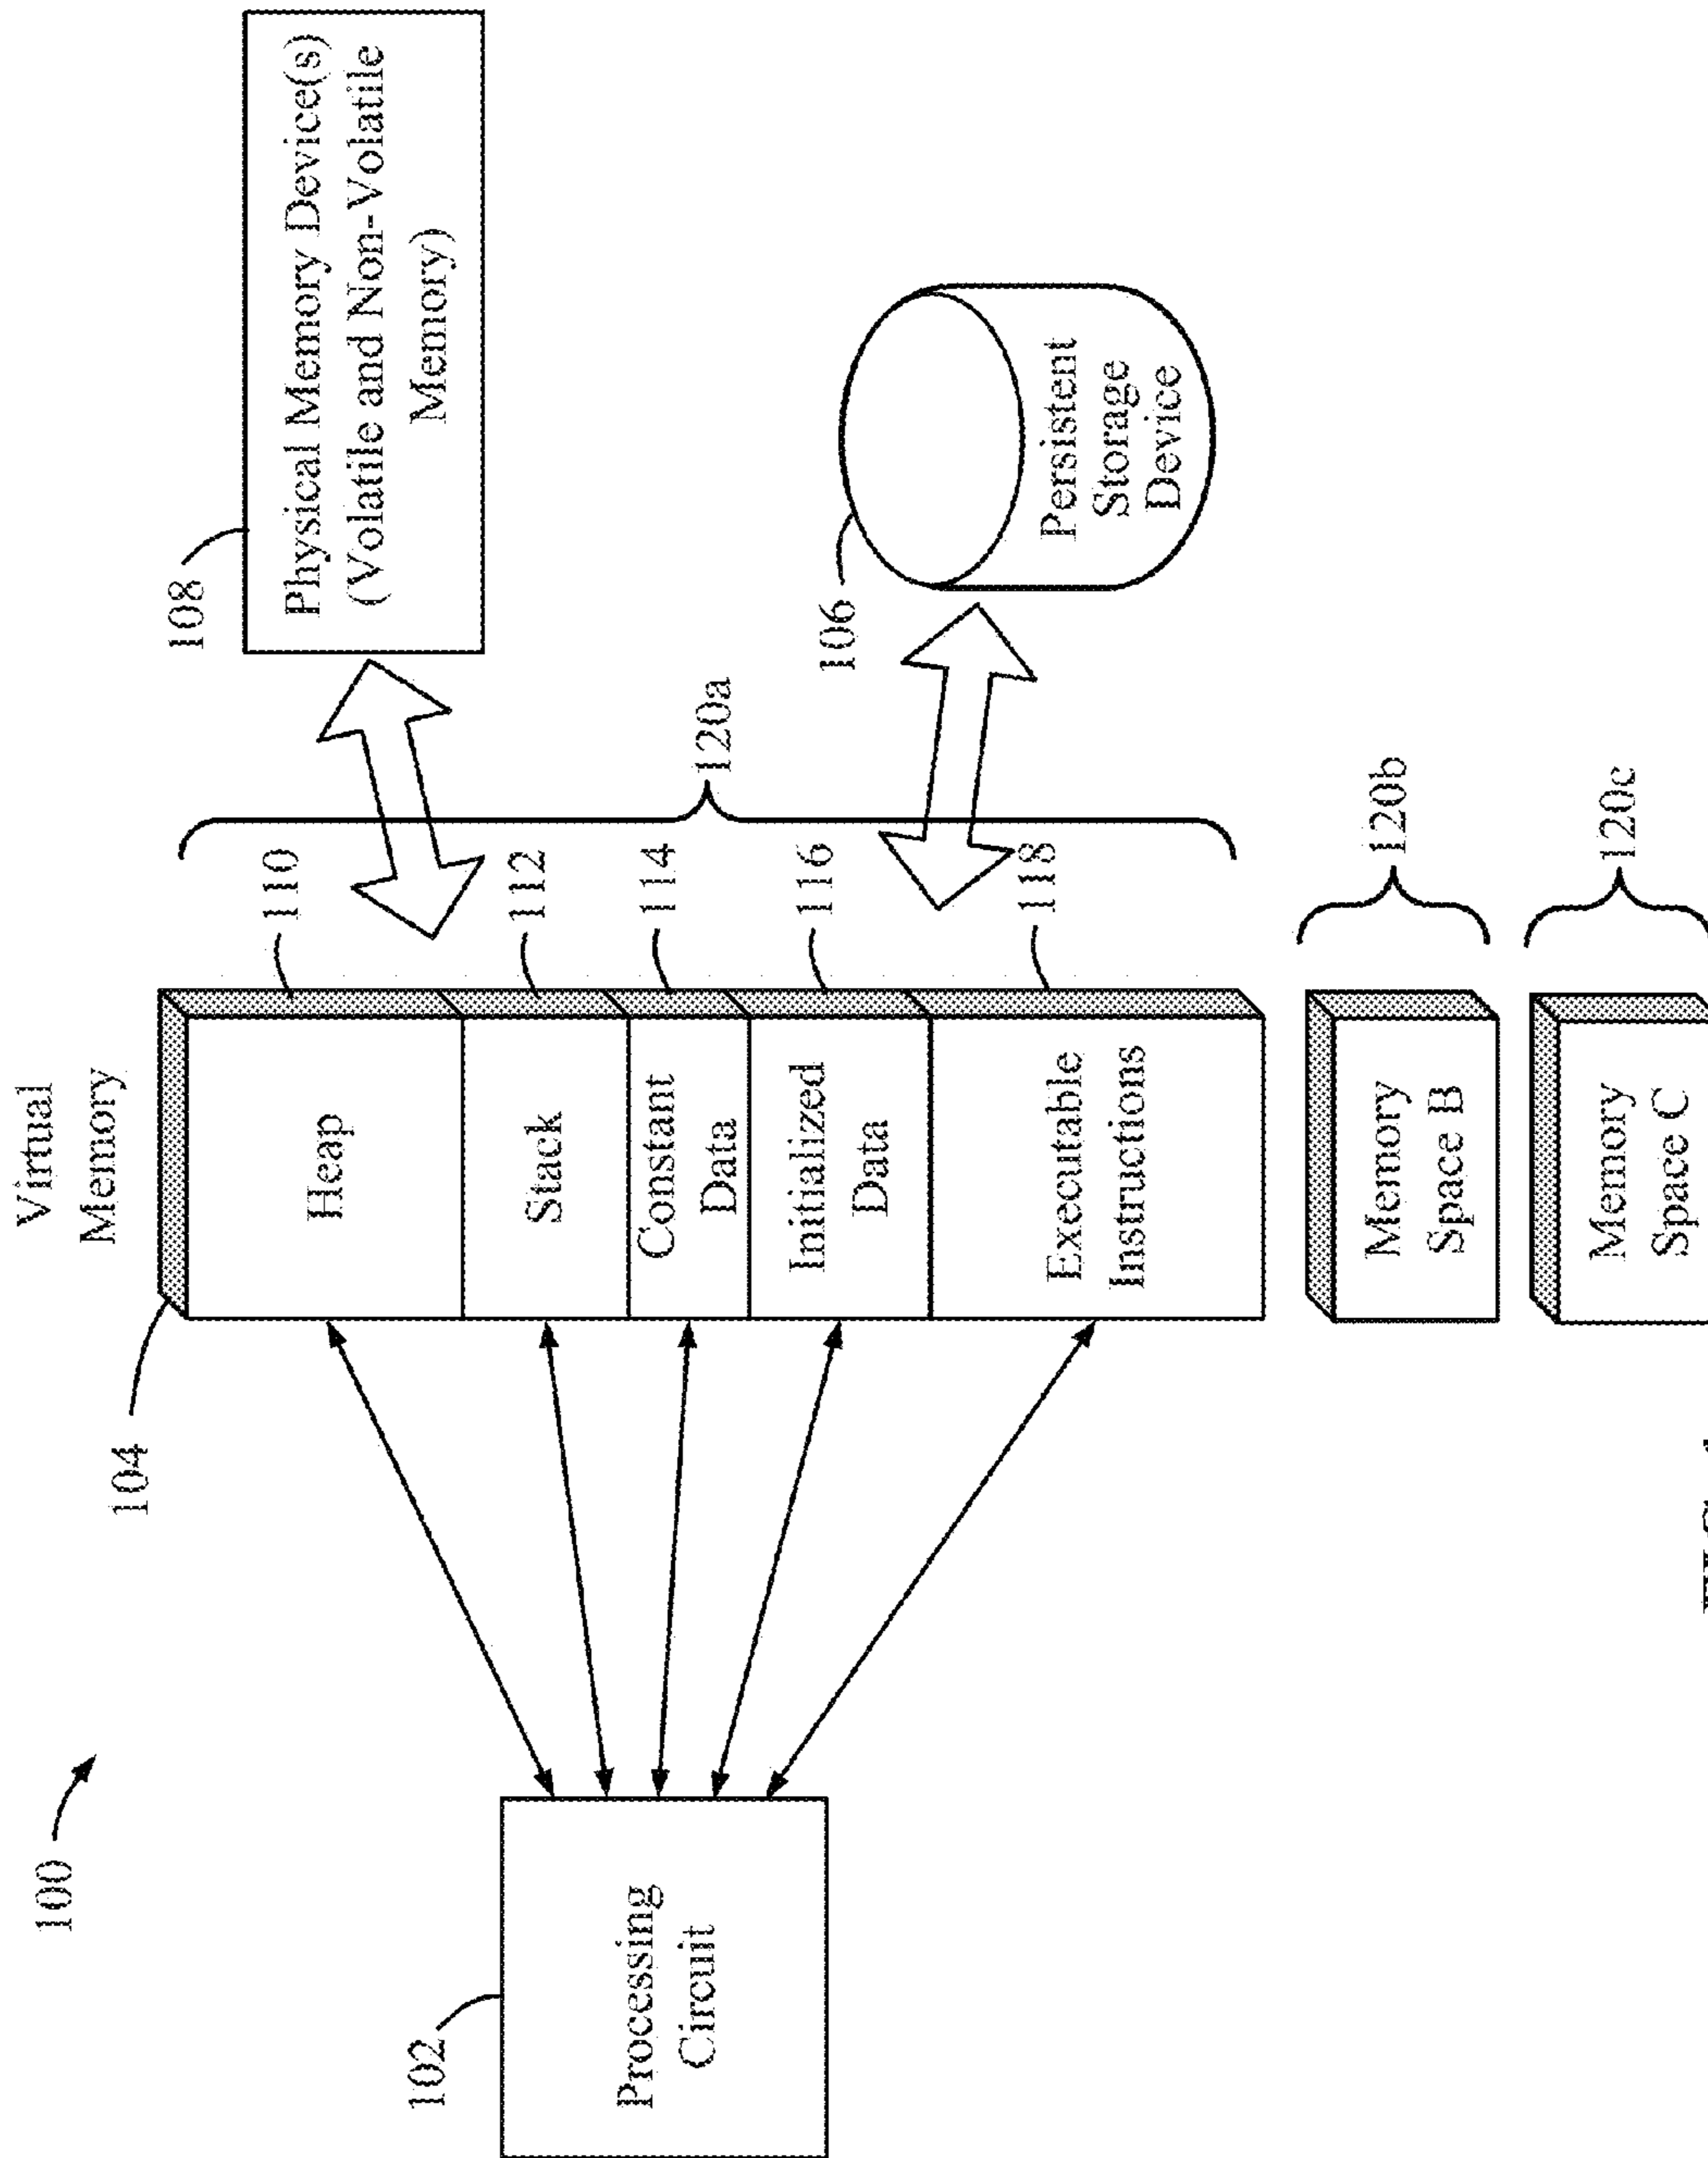 100
102
Processing
Circuit
104
Virtual
Memory
Heap
Stack
Constant
Data
Initialized
Data
Executable
Instructions
110
112
114
116
118
120a
Memory
Space B
120b
Memory
Space C
120c
108
Physical Memory Device(s)
(Volatile and Non-Volatile
Memory)
106
Persistent
Storage
Device